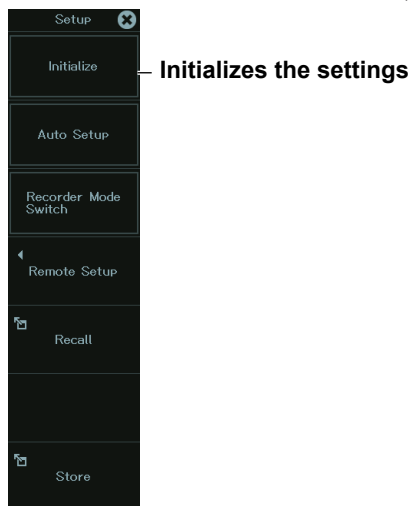 Setup
Initialize
Initializes the settings
Auto Setup
Recorder Mode
Switch
Remote Setup
Recall
Store